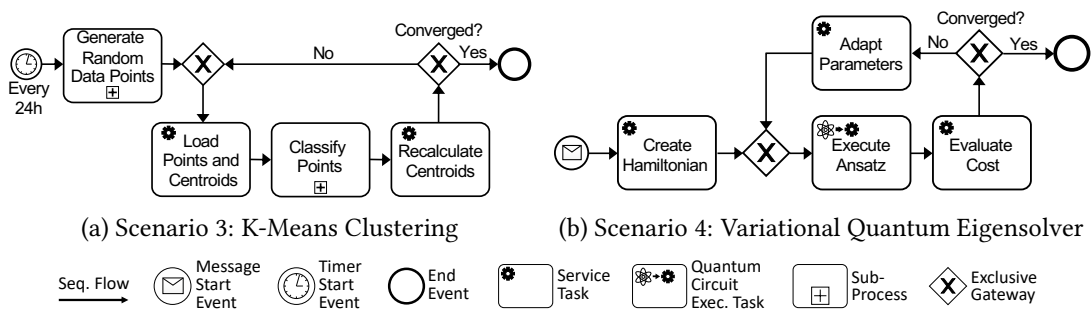 Generate
Random
Data Points
Every
24h
No
Converged?
Yes
Load
Points and
Centroids
Classify
Points
Recalculate
Centroids
(a) Scenario 3: K-Means Clustering
Adapt
Parameters
No
Converged?
Yes
Create
Hamiltonian
Execute
Ansatz
Evaluate
Cost
(b) Scenario 4: Variational Quantum Eigensolver
Seq. Flow
Message
Start
Event
Timer
Start
Event
End
Event
Service
Task
Quantum
Circuit
Exec. Task
Sub-
Process
Exclusive
Gateway